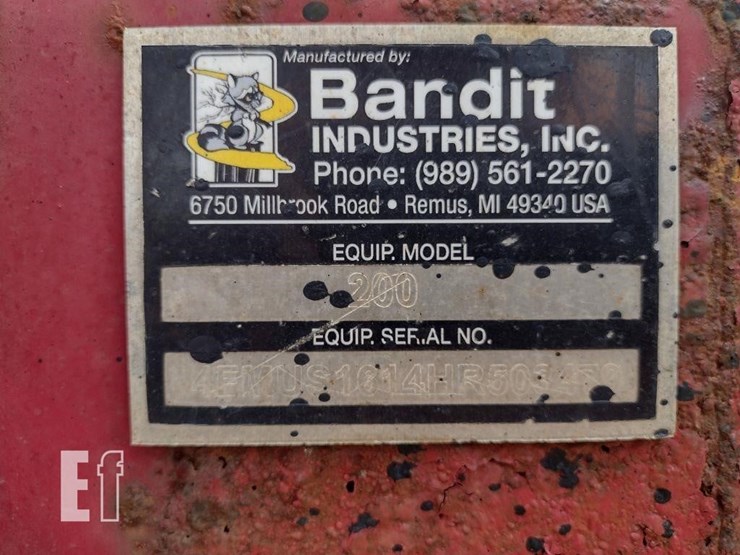 Manufactured by:
Bandit
INDUSTRIES, INC.
Phone: (989) 561-2270
6750 Millbrook Road • Remus, MI 49340 USA
EQUIP. MODEL
200
EQUIP. SERIAL NO.
Ef